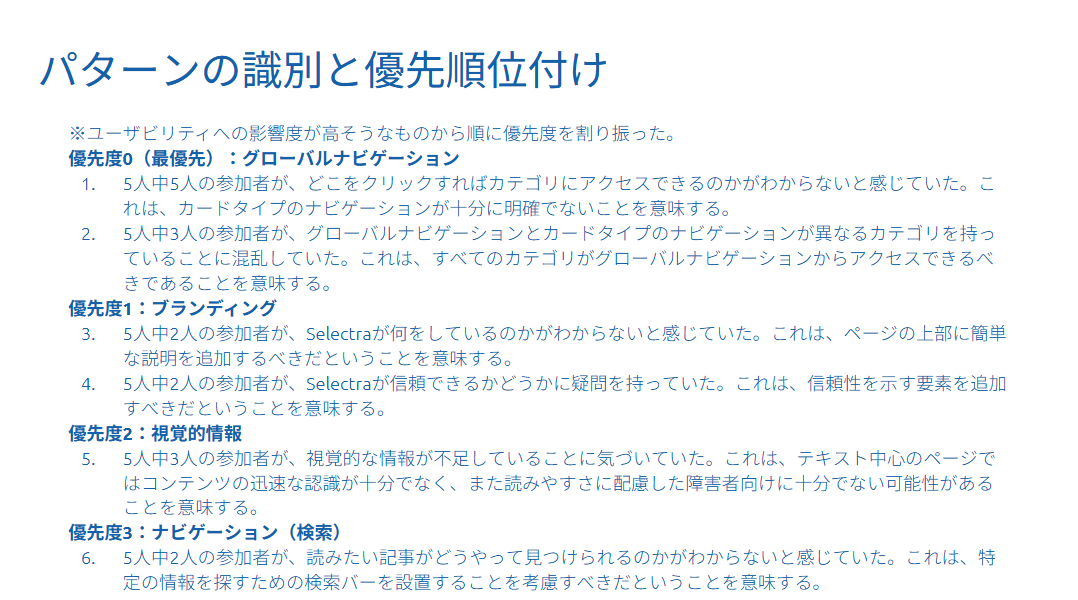 パターンの識別と優先順位付け
※ユーザビリティへの影響度が高そうなものから順に優先度を割り振った。
優先度0（最優先）：グローバルナビゲーション
1. 5人中5人の参加者が、どこをクリックすればカテゴリにアクセスできるのかがわからないと感じていた。こ
れは、カードタイプのナビゲーションが十分に明確でないことを意味する。
2. 5人中3人の参加者が、グローバルナビゲーションとカードタイプのナビゲーションが異なるカテゴリを持っ
ていることに混乱していた。これは、すべてのカテゴリがグローバルナビゲーションからアクセスできるべ
きであることを意味する。
優先度1：ブランディング
3. 5人中2人の参加者が、Selectraが何をしているのかがわからないと感じていた。これは、ページの上部に簡単
な説明を追加するべきだということを意味する。
4. 5人中2人の参加者が、Selectraが信頼できるかどうかに疑問を持っていた。これは、信頼性を示す要素を追加
すべきだということを意味する。
優先度2：視覚的情報
5. 5人中3人の参加者が、視覚的な情報が不足していることに気づいていた。これは、テキスト中心のページで
はコンテンツの迅速な認識が十分でなく、また読みやすさに配慮した障害者向けに十分でない可能性がある
ことを意味する。
優先度3：ナビゲーション（検索）
6. 5人中2人の参加者が、読みたい記事がどうやって見つけられるのかがわからないと感じていた。これは、特
定の情報を探すための検索バーを設置することを考慮すべきだということを意味する。